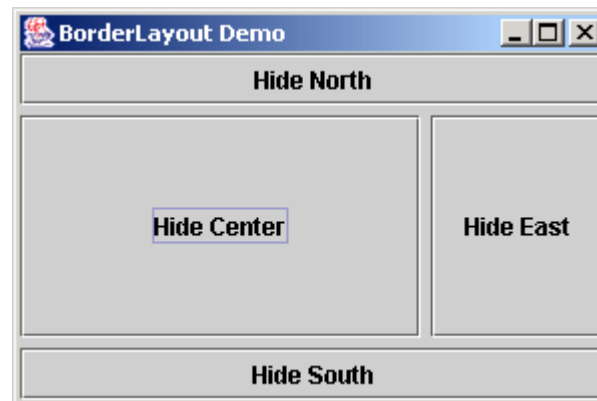 BorderLayout Demo
Hide North
Hide Center
Hide East
Hide South